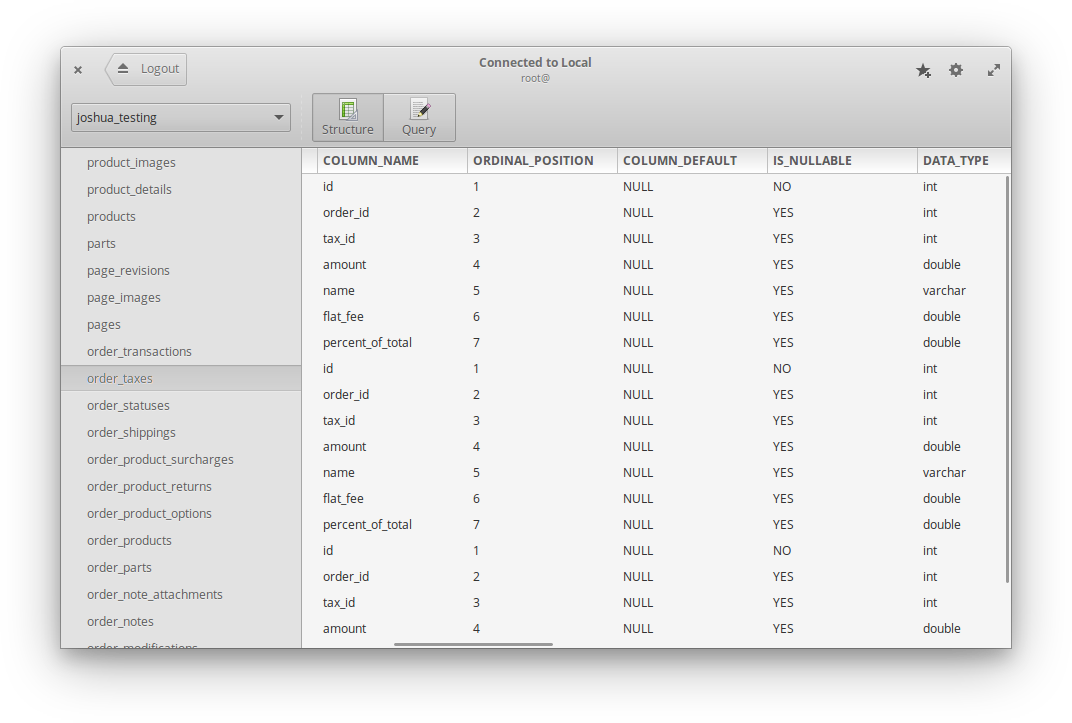 Connected to Local
Logout
root@
joshua_testing
Structure
Query
product_images
product_details
products
parts
page_revisions
page_images
pages
order_transactions
order_taxes
order_statuses
order_shippings
order_product_surcharges
order_product_returns
order_product_options
order_products
order_parts
order_note_attachments
order_notes
order_modifications
COLUMN_NAME ORDINAL_POSITION COLUMN_DEFAULT IS_NULLABLE DATA_TYPE
id 1 NULL NO int
order_id 2 NULL YES int
tax_id 3 NULL YES int
amount 4 NULL YES double
name 5 NULL YES varchar
flat_fee 6 NULL YES double
percent_of_total 7 NULL YES double
id 1 NULL NO int
order_id 2 NULL YES int
tax_id 3 NULL YES int
amount 4 NULL YES double
name 5 NULL YES varchar
flat_fee 6 NULL YES double
percent_of_total 7 NULL YES double
id 1 NULL NO int
order_id 2 NULL YES int
tax_id 3 NULL YES int
amount 4 NULL YES double